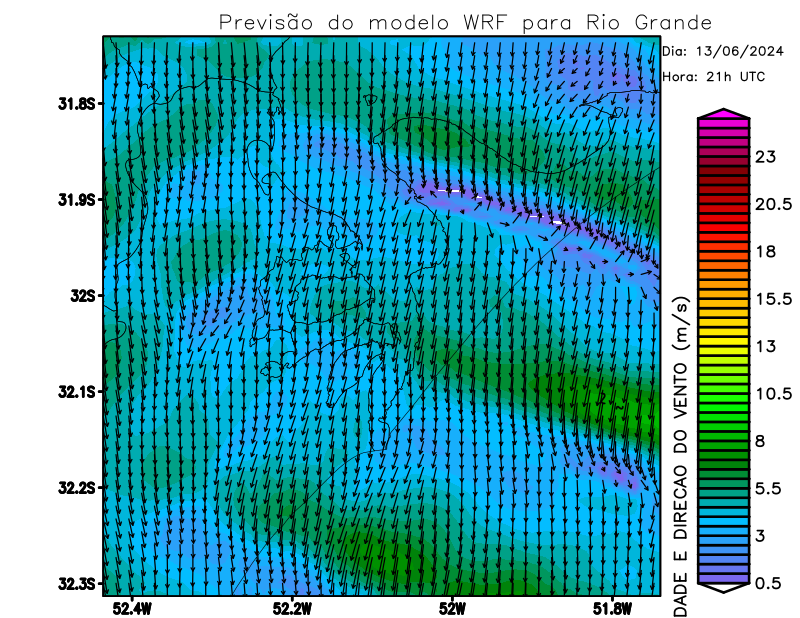 Previsão do modelo WRF para Rio Grande
Dia: 13/06/2024
Hora: 21h UTC
31.8S
31.9S
32S
32.1S
32.2S
32.3S
52.4W
52.2W
52W
51.8W
23
20.5
18
15.5
13
10.5
8
5.5
3
0.5
DADE E DIRECAO DO VENTO (m/s)